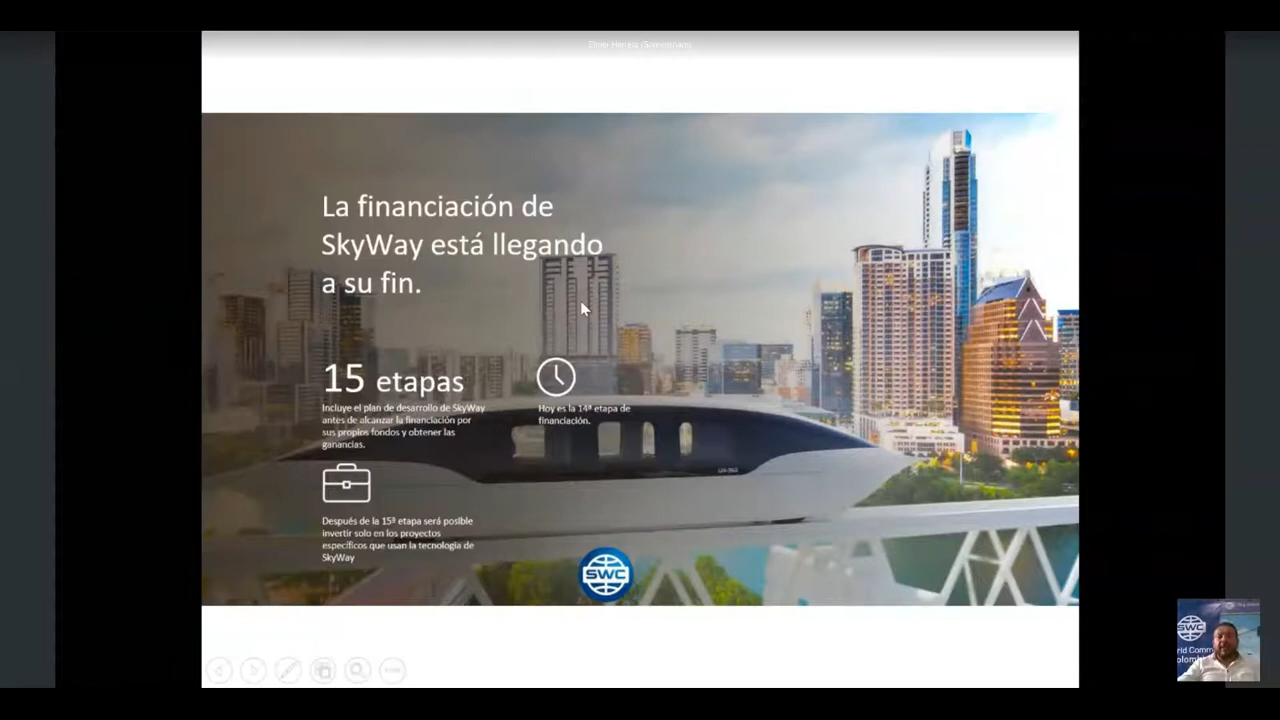 La financiación de
SkyWay está llegando
a su fin.
15 etapas
Incluye el plan de desarrollo de SkyWay
antes de alcanzar la financiación por
sus propios fondos y obtener las
ganancias.
Hoy es la 14ª etapa de
financiación.
Después de la 15ª etapa será posible
invertir solo en los proyectos
específicos que usan la tecnología de
SkyWay
SWC
SWC